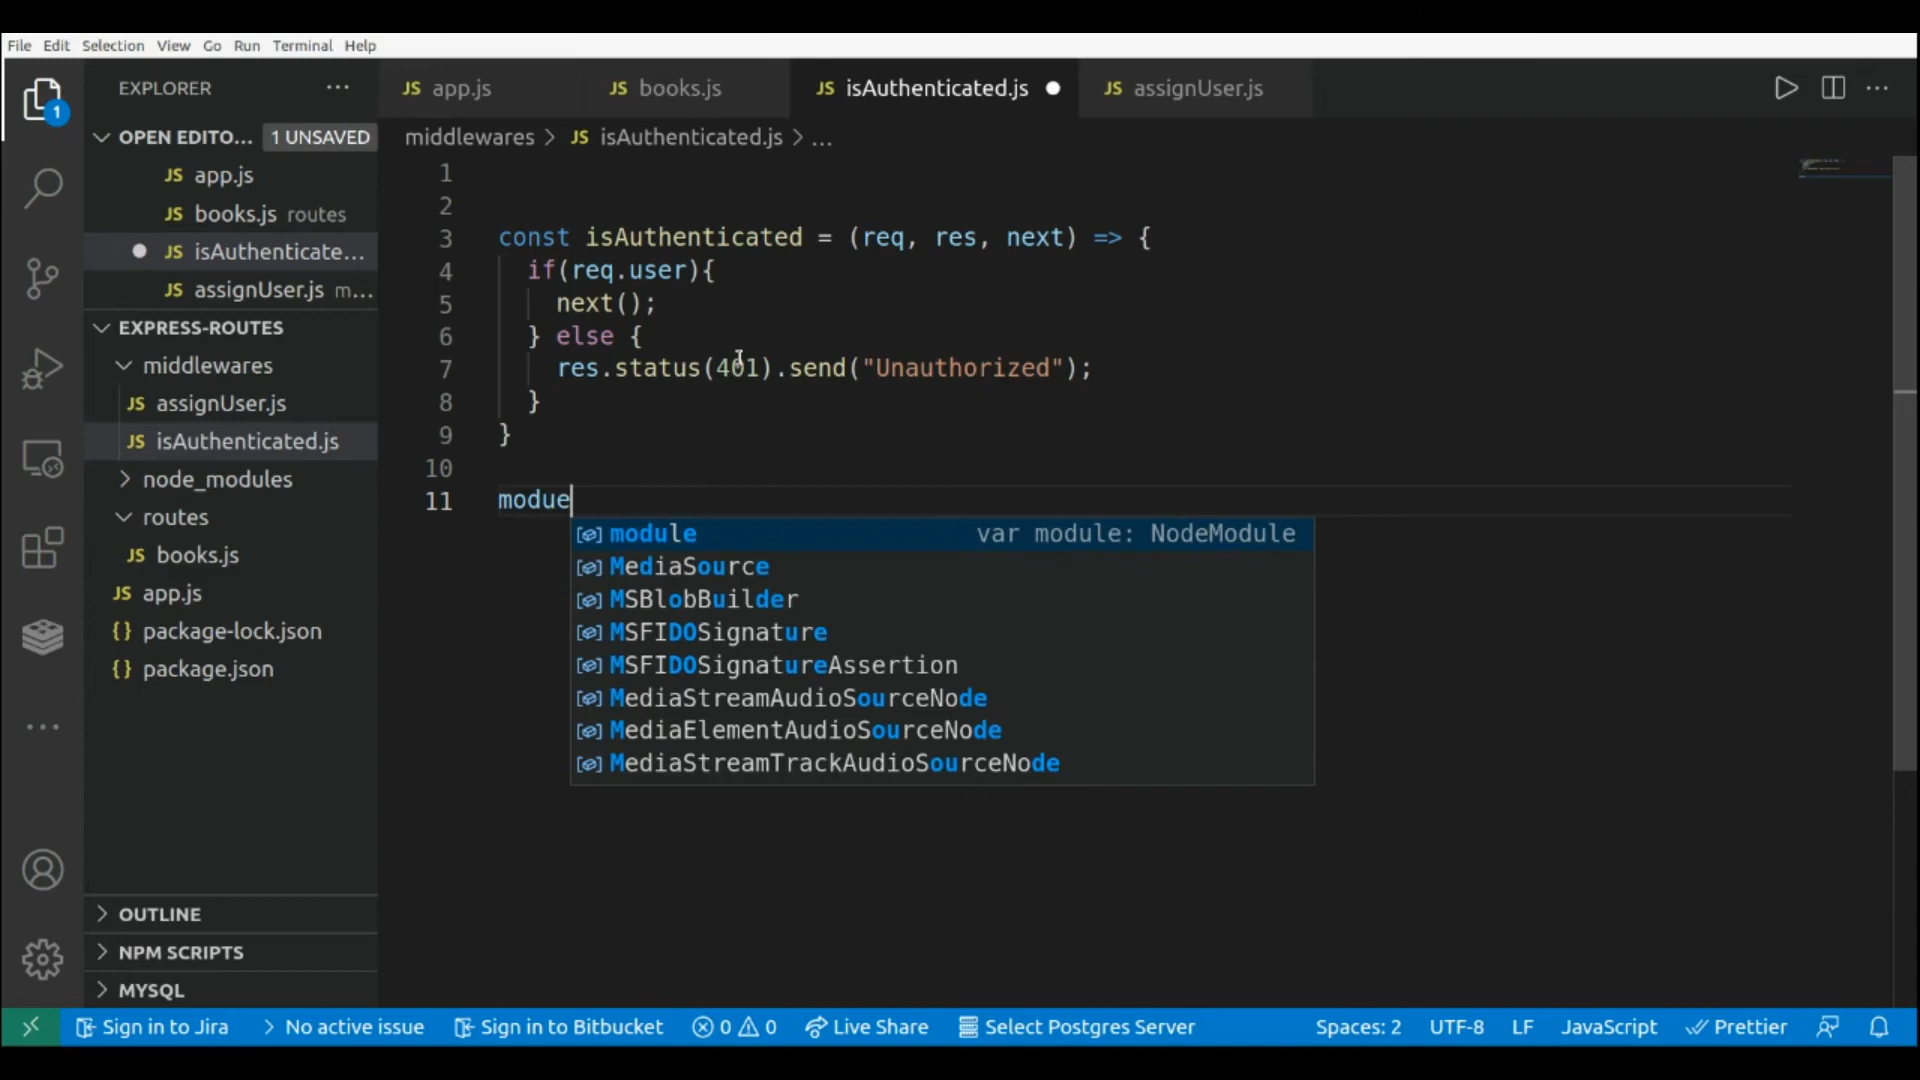 File Edit Selection View Go Run Terminal Help
EXPLORER ...
app.js
books.js
isAuthenticated.js
assignUser.js
OPEN EDITO... 1 UNSAVED
JS app.js
JS books.js routes
JS isAuthenticate...
JS assignUser.js m...
EXPRESS-ROUTES
middlewares
JS assignUser.js
JS isAuthenticated.js
node_modules
routes
JS books.js
JS app.js
{} package-lock.json
{} package.json
OUTLINE
NPM SCRIPTS
MYSQL
middlewares > JS isAuthenticated.js > ...
1
2
3 const isAuthenticated = (req, res, next) => {
4 if(req.user){
5 next();
6 } else {
7 res.status(401).send("Unauthorized");
8 }
9 }
10
11 modue
module var module: NodeModule
MediaSource
MSBlobBuilder
MSFIDOSignature
MSFIDOSignatureAssertion
MediaStreamAudioSourceNode
MediaElementAudioSourceNode
MediaStreamTrackAudioSourceNode
Sign in to Jira > No active issue Sign in to Bitbucket 0 0 Live Share Select Postgres Server Spaces: 2 UTF-8 LF JavaScript Prettier